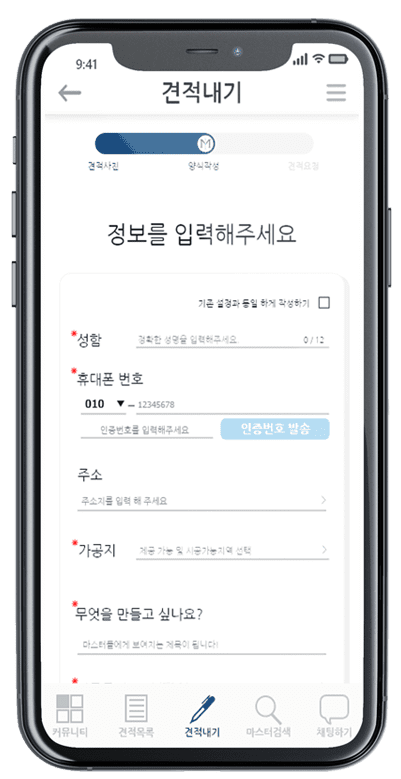 9:41
견적내기
M
견적사진 양식작성 견적요청
정보를 입력해주세요
기존 설정과 동일 하게 작성하기
*성함 정확한 성명을 입력해주세요 0 / 12
*휴대폰 번호
010 ▼ – 12345678
인증번호를 입력해주세요 인증번호 발송
주소
주소지를 입력 해 주세요
*가공지 제공 가능 및 시공가능지역 선택
*무엇을 만들고 싶나요?
마스터들에게 보여지는 제목이 됩니다!
*
커뮤니티 견적목록 견적내기 마스터검색 채팅하기